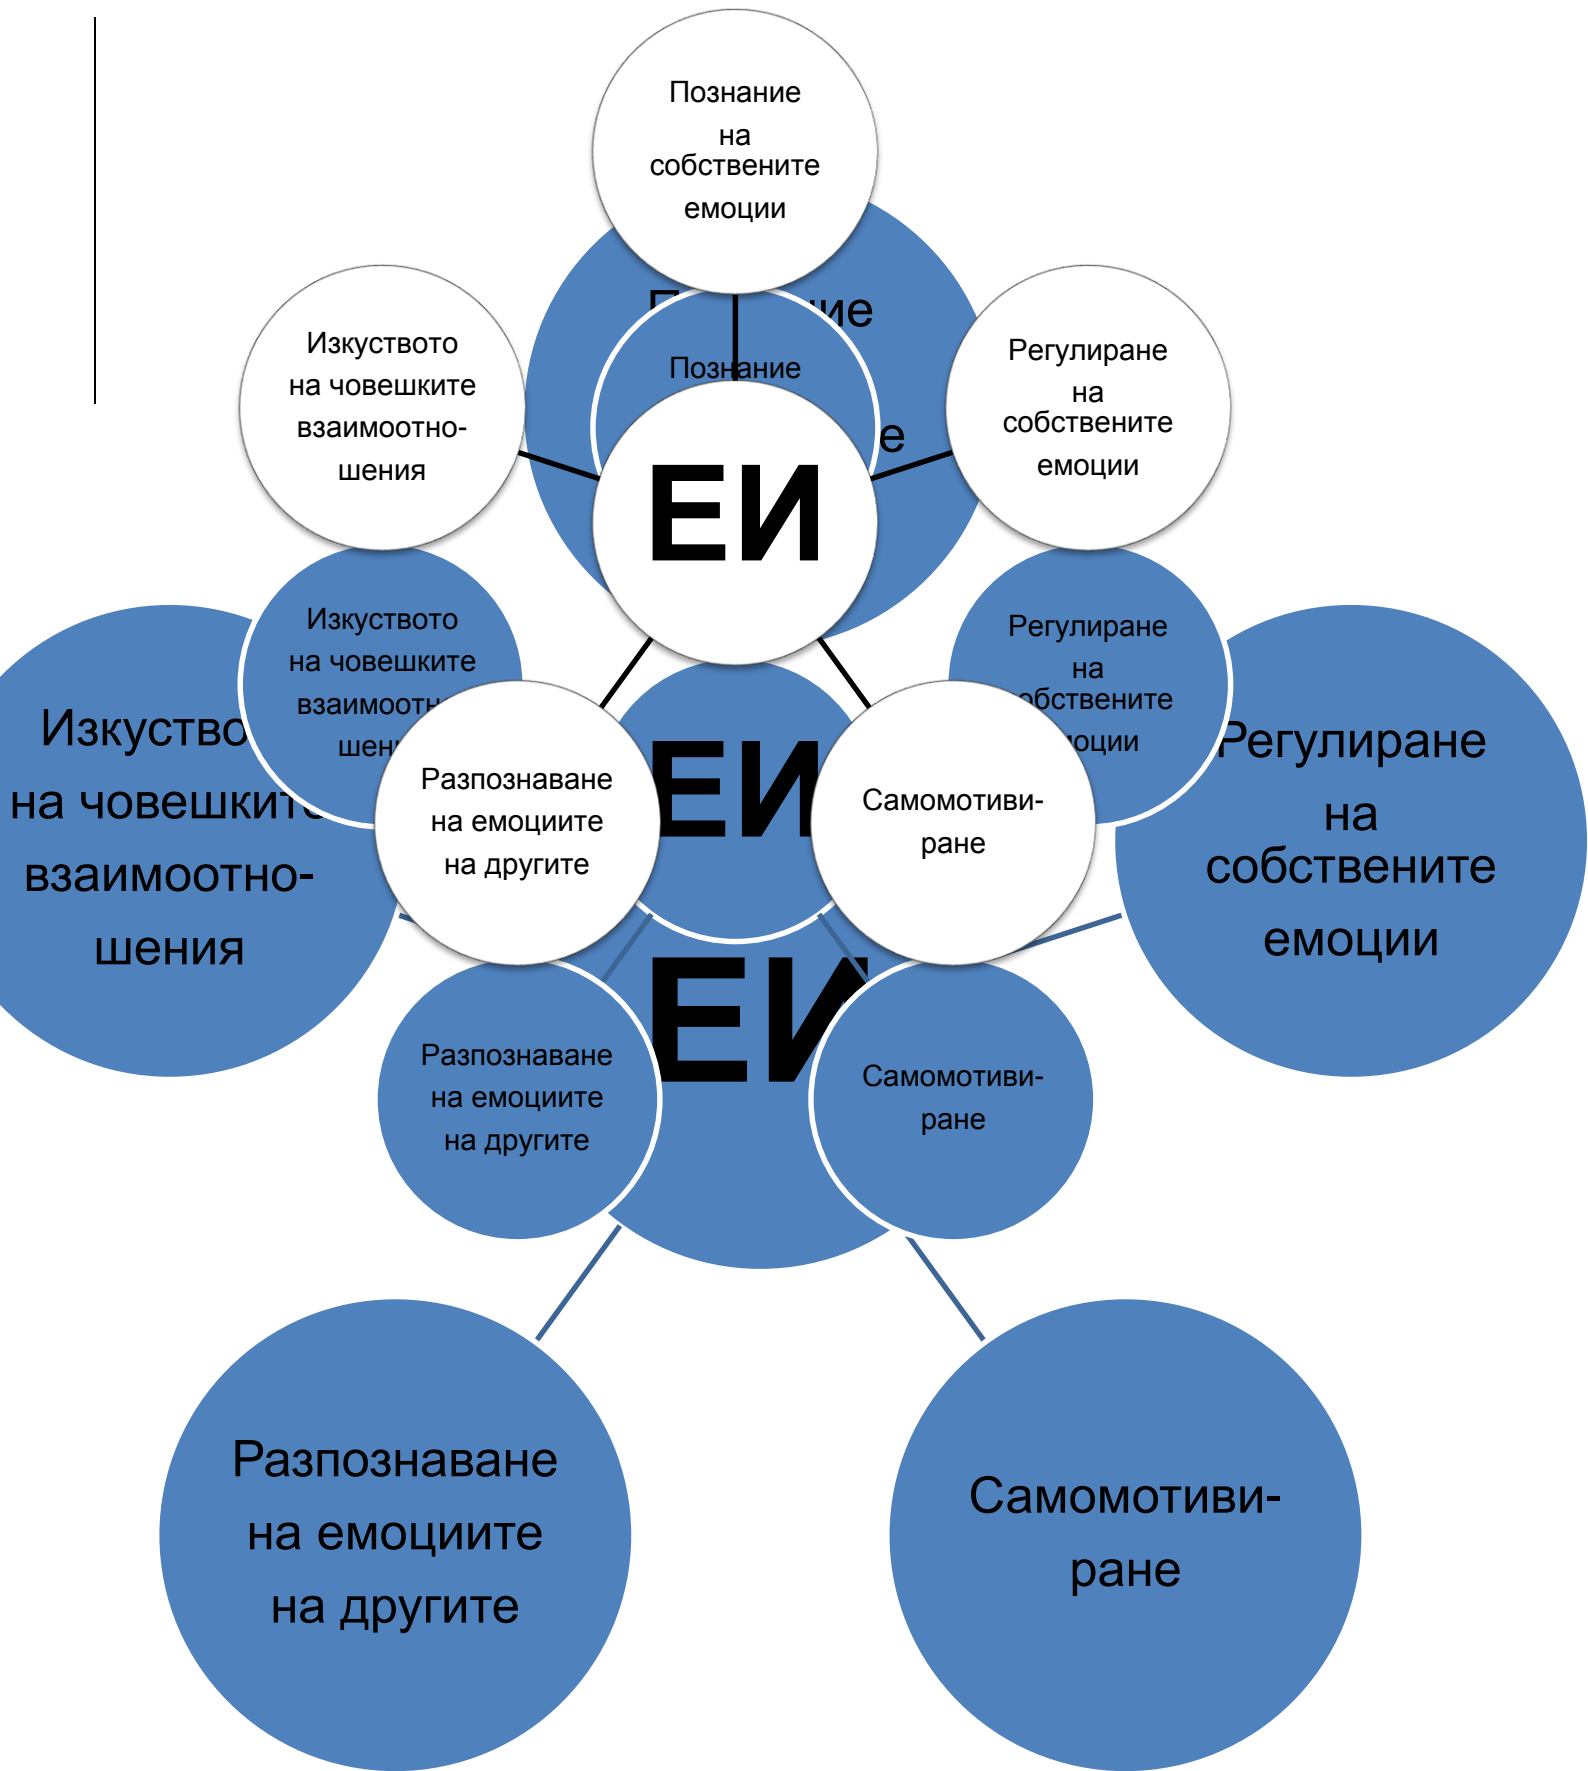 Познание
на
собствените
емоции
Изкуството
на човешките
взаимоотно-
шения
Регулиране
на
собствените
емоции
Познание
ЕИ
Изкуството
на човешките
Регулиране
на
Разпознаване
на емоциите
на другите
ЕИ
Самомотиви-
ране
на човешките
взаимоотно-
шения
Регулиране
на
собствените
емоции
ЕИ
Разпознаване
на емоциите
на другите
Самомотиви-
ране
Разпознаване
на емоциите
на другите
Самомотиви-
ране